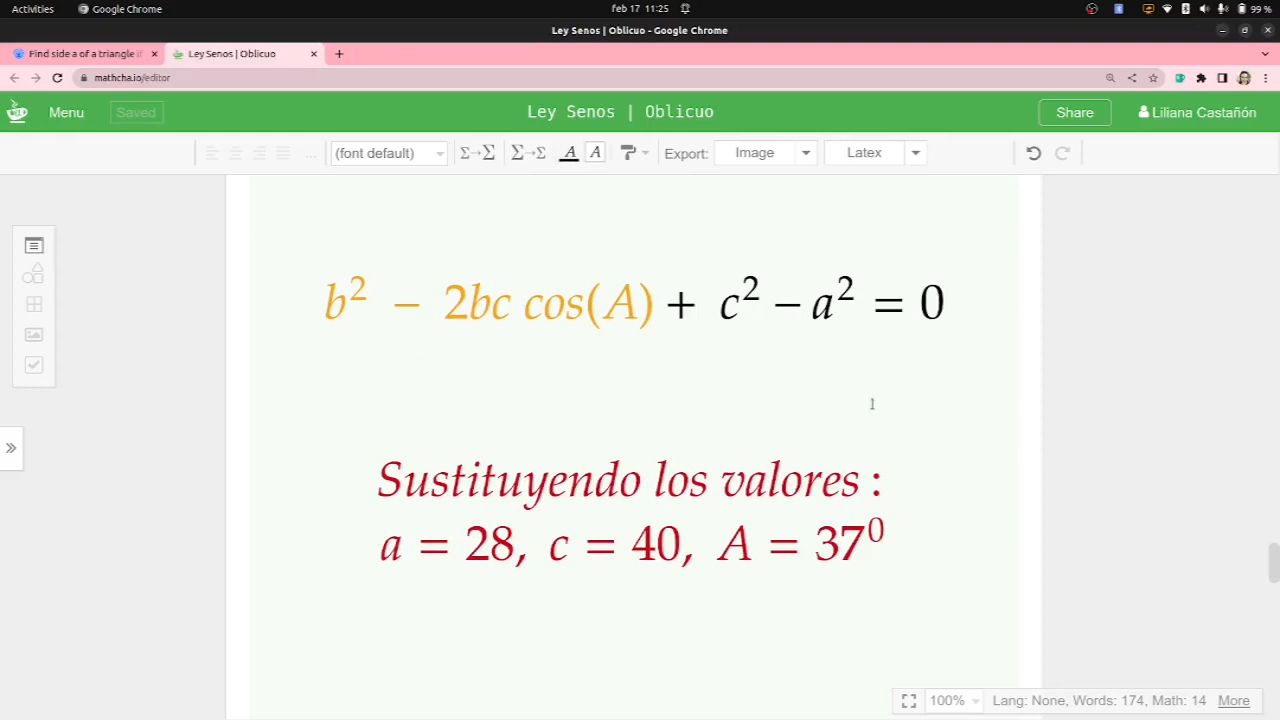 Activities Google Chrome feb 17 11:25 99 %
Ley Senos | Oblicuo - Google Chrome
Find side a of a triangle i Ley Senos | Oblicuo
mathcha.io/editor
Menu Saved Ley Senos | Oblicuo Share Liliana Castañón
... (font default) Σ→Σ Σ→Σ A A Export: Image Latex
b² − 2bc cos(A) + c² − a² = 0
Sustituyendo los valores :
a = 28, c = 40, A = 37⁰
100% Lang: None, Words: 174, Math: 14 More